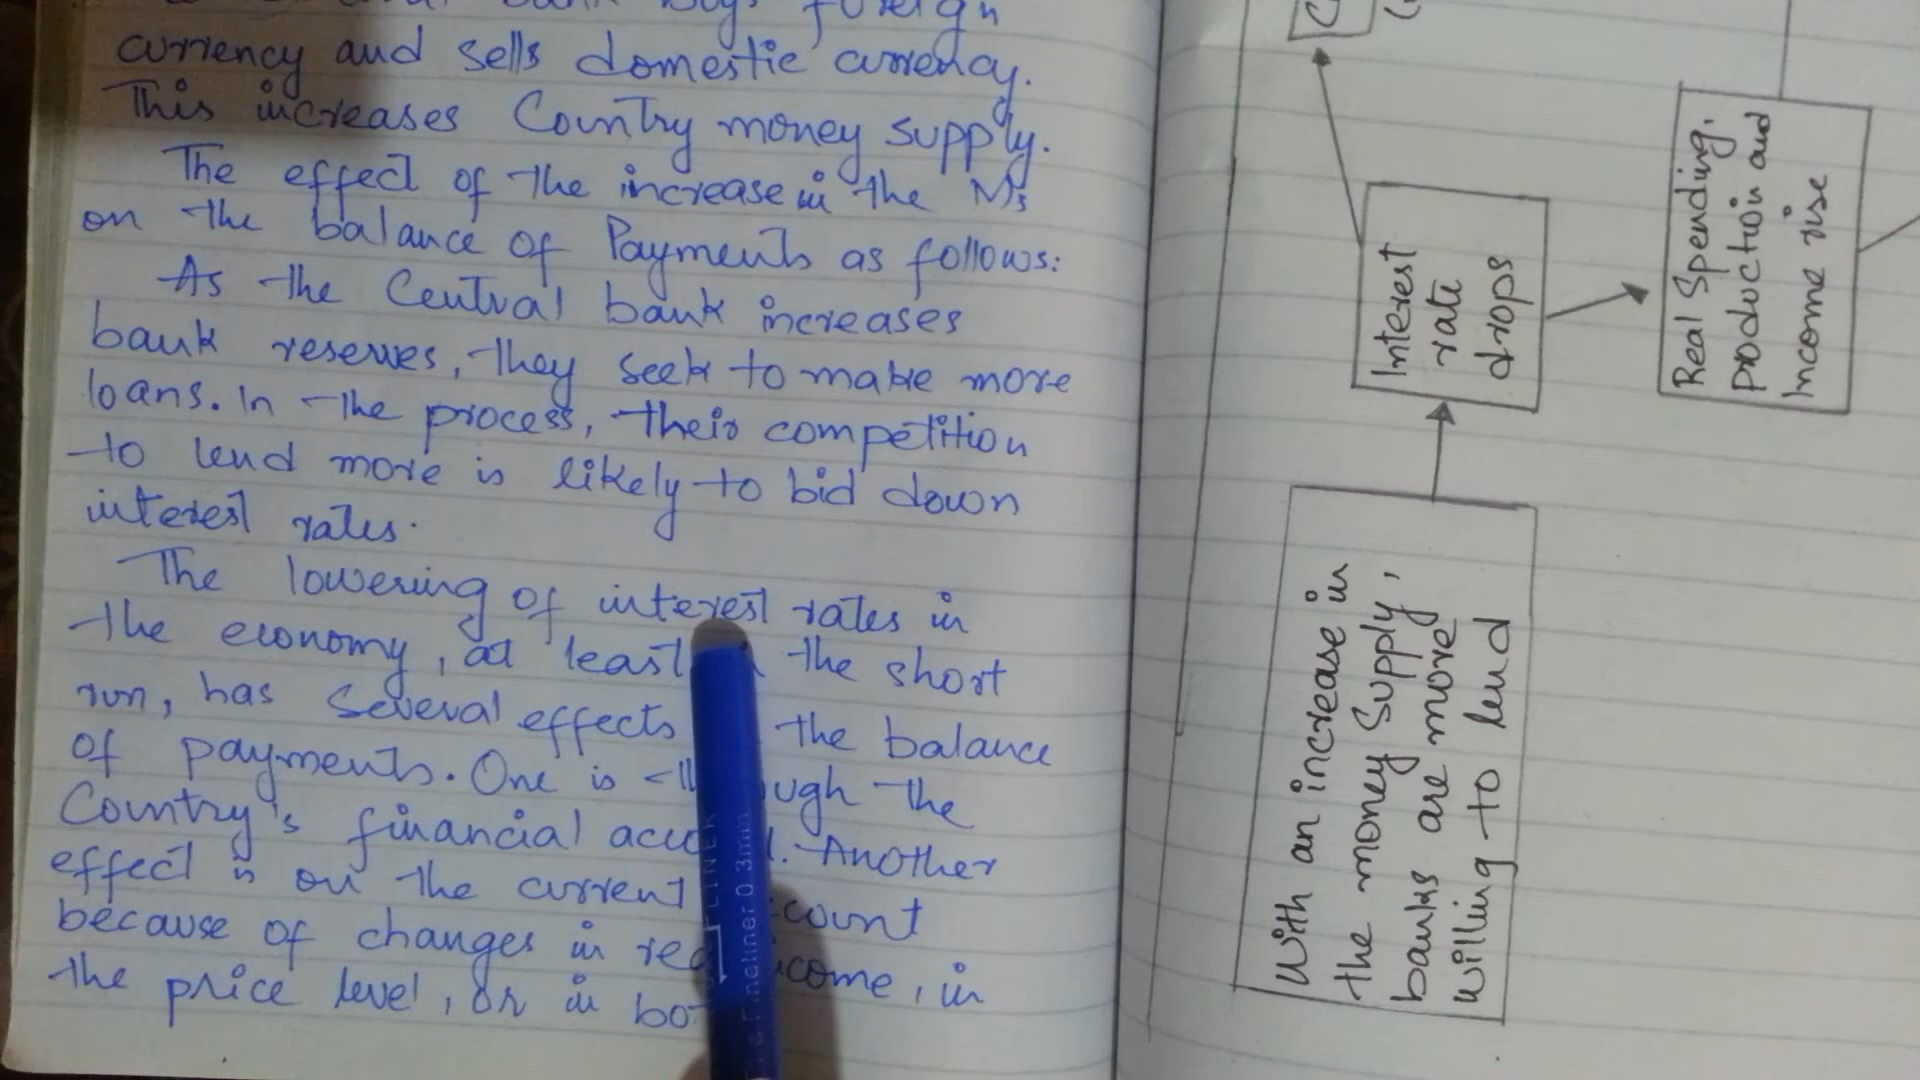 bank buys foreign
currency and sells domestic currency.
This increases Country money supply.
The effect of the increase in the Ms
on the balance of Payments as follows:
As the Central bank increases
bank reserves, they seek to make more
loans. In the process, their competition
to lend more is likely to bid down
interest rates.
The lowering of interest rates in
the economy, at least the short
run, has several effects the balance
of payments. One is the
Country's financial Another
effect is on the current
because of changes in in
the price level, or in
With an increase in
the money supply,
banks are more
willing to lend
Interest
rate
drops
Real Spending,
production and
Income rise
Fineliner 0.3mm